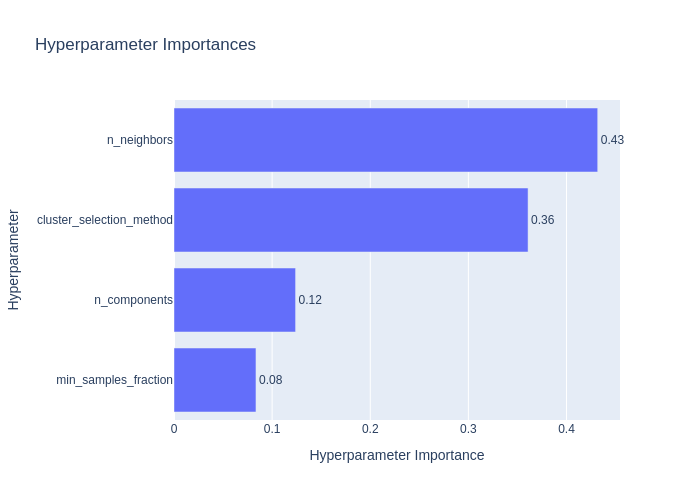 Hyperparameter Importances
Hyperparameter
n_neighbors
0.43
cluster_selection_method
0.36
n_components
0.12
min_samples_fraction
0.08
0
0.1
0.2
0.3
0.4
Hyperparameter Importance